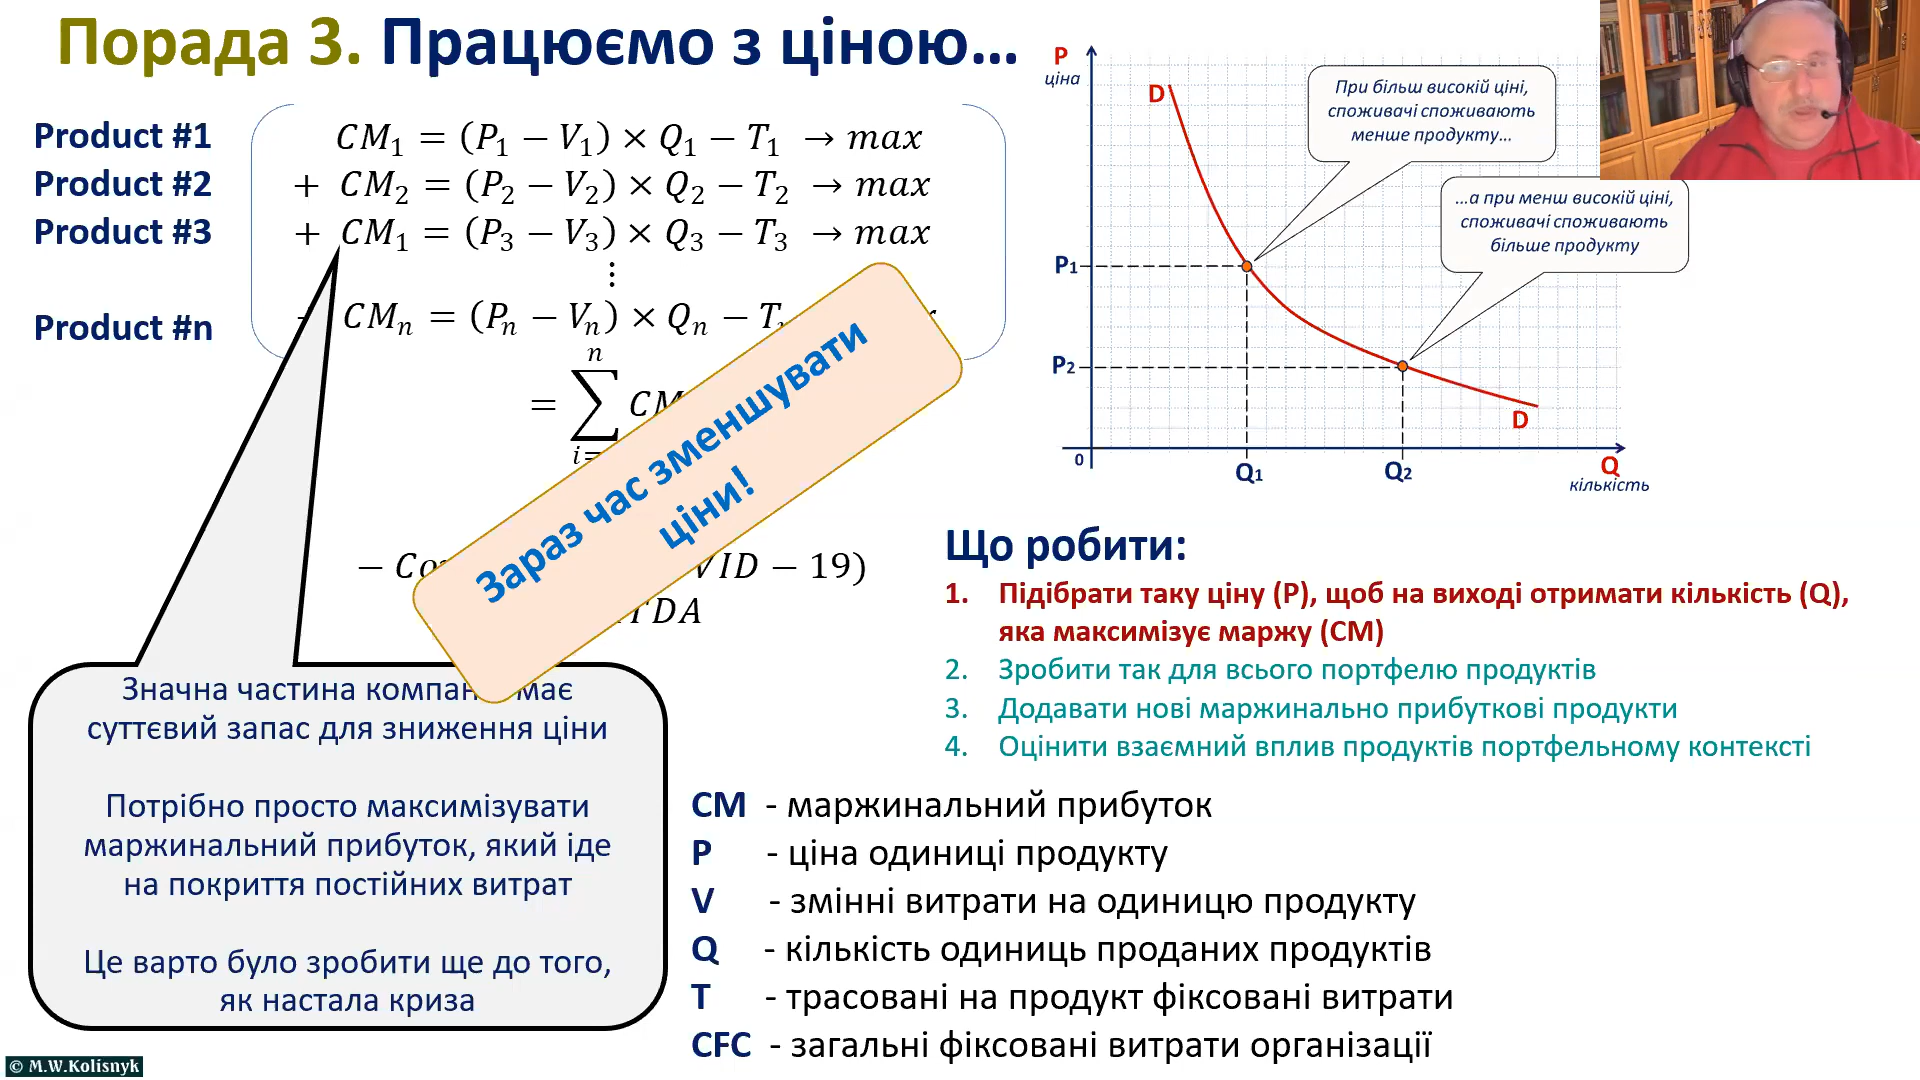 Порада 3. Працюємо з ціною...
Product #1
CM₁ = (P₁ − V₁) × Q₁ − T₁ → max
Product #2
+ CM₂ = (P₂ − V₂) × Q₂ − T₂ → max
Product #3
+ CM₁ = (P₃ − V₃) × Q₃ − T₃ → max
⋮
Product #n
CMₙ = (Pₙ − Vₙ) × Qₙ − T
n
= ∑ CM
i=
− 19)
Зараз час зменшувати
ціни!
Значна частина має
суттєвий запас для зниження ціни
Потрібно просто максимізувати
маржинальний прибуток, який іде
на покриття постійних витрат
Це варто було зробити ще до того,
як настала криза
P
ціна
D
При більш високій ціні,
споживачі споживають
менше продукту...
...а при менш високій ціні,
споживачі споживають
більше продукту
P₁
P₂
D
0
Q₁
Q₂
Q
кількість
Що робити:
1. Підібрати таку ціну (P), щоб на виході отримати кількість (Q),
яка максимізує маржу (CM)
2. Зробити так для всього портфелю продуктів
3. Додавати нові маржинально прибуткові продукти
4. Оцінити взаємний вплив продуктів портфельному контексті
CM - маржинальний прибуток
P - ціна одиниці продукту
V - змінні витрати на одиницю продукту
Q - кількість одиниць проданих продуктів
T - трасовані на продукт фіксовані витрати
CFC - загальні фіксовані витрати організації
© M.W.Kolisnyk